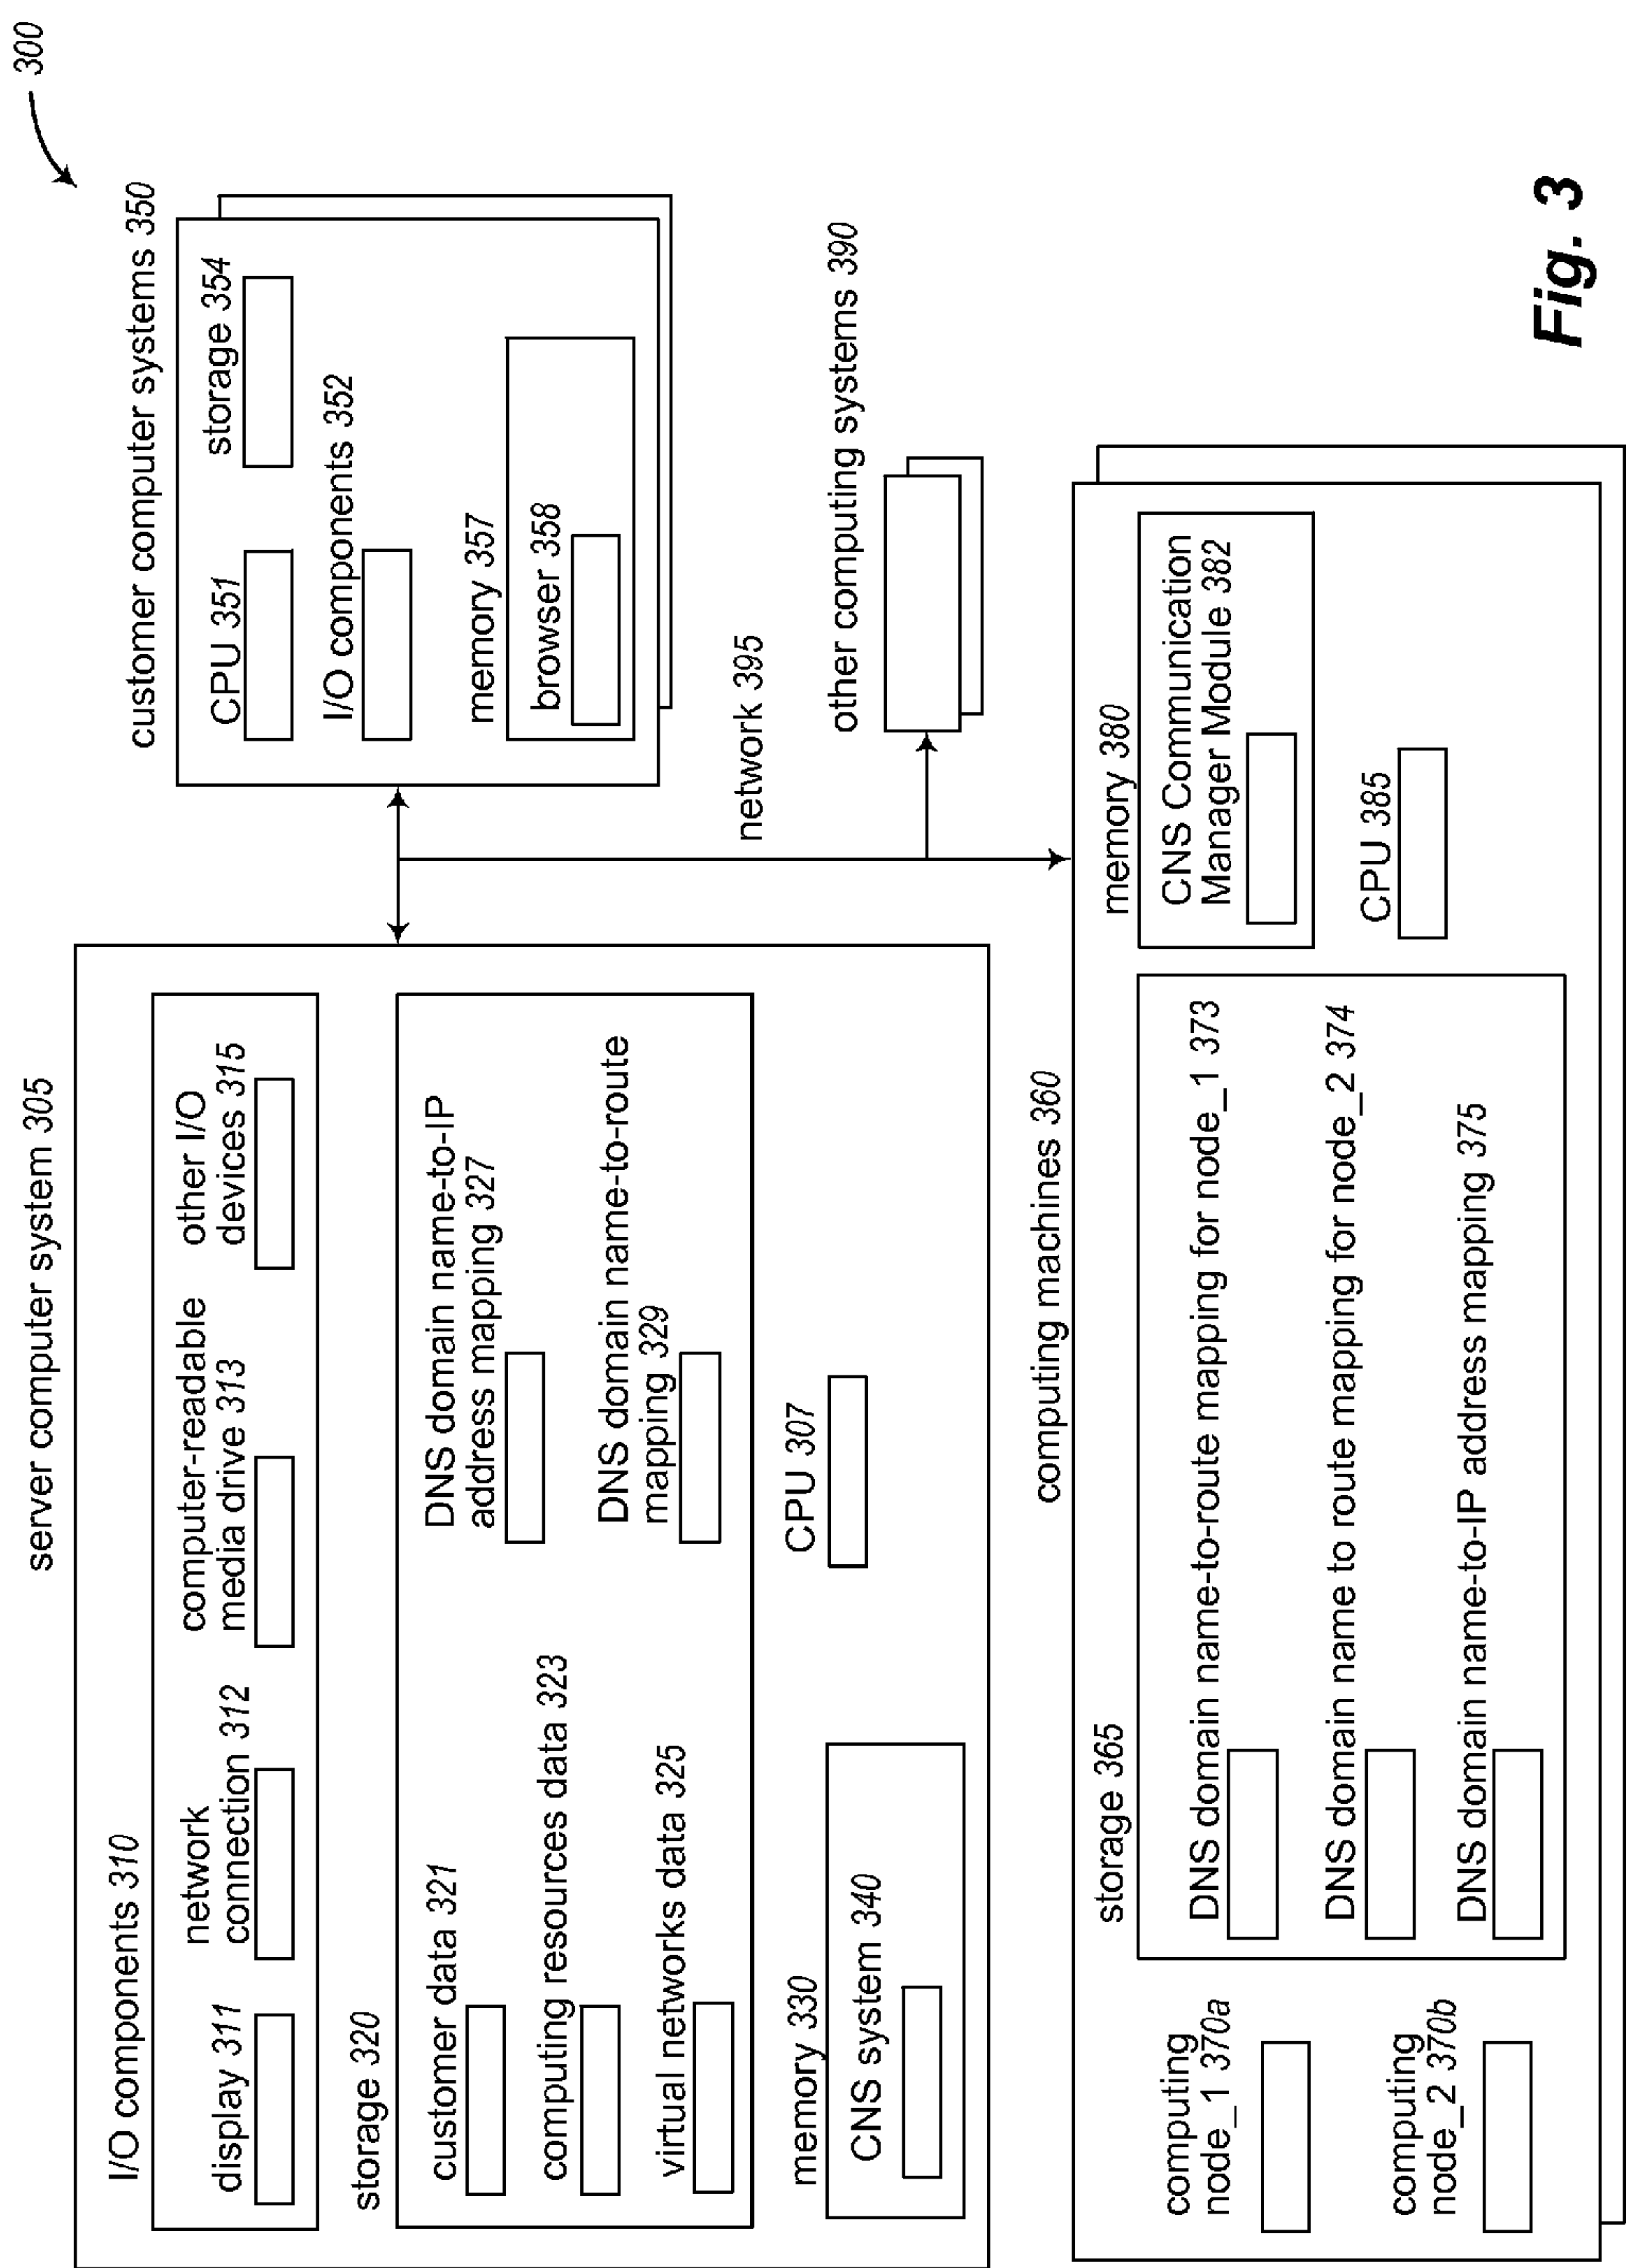 300
server computer system 305
I/O components 310
display 311
network
connection 312
computer-readable
media drive 313
other I/O
devices 315
storage 320
customer data 321
computing resources data 323
virtual networks data 325
DNS domain name-to-IP
address mapping 327
DNS domain name-to-route
mapping 329
memory 330
CNS system 340
CPU 307
customer computer systems 350
CPU 351
storage 354
I/O components 352
memory 357
browser 358
network 395
other computing systems 390
computing machines 360
computing
node_1 370a
computing
node_2 370b
storage 365
DNS domain name-to-route mapping for node_1 373
DNS domain name to route mapping for node_2 374
DNS domain name-to-IP address mapping 375
memory 380
CNS Communication
Manager Module 382
CPU 385
Fig. 3